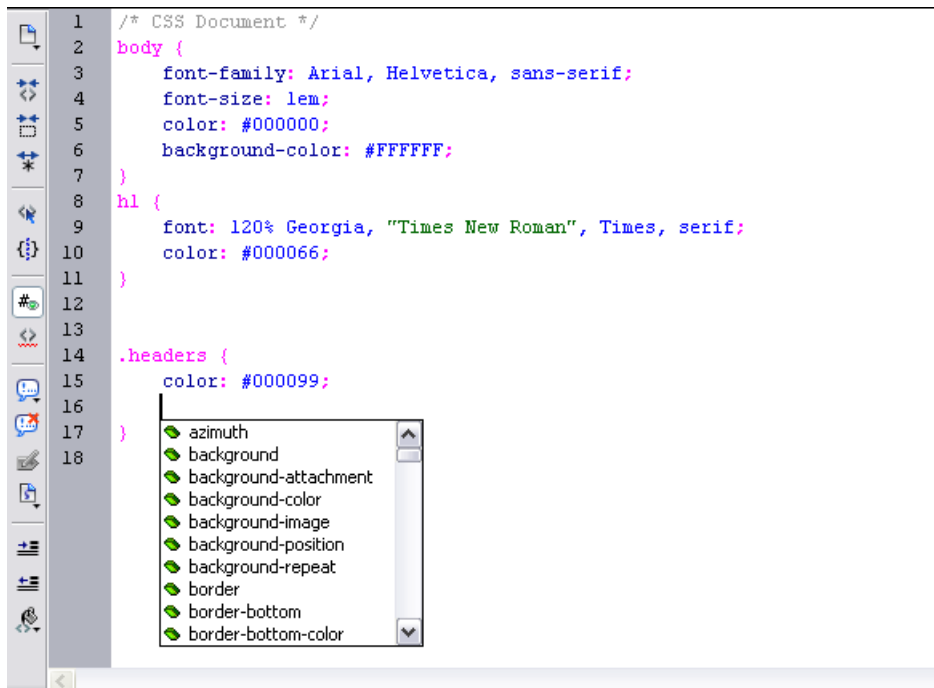 1 /* CSS Document */
2 body {
3 font-family: Arial, Helvetica, sans-serif;
4 font-size: 1em;
5 color: #000000;
6 background-color: #FFFFFF;
7 }
8 h1 {
9 font: 120% Georgia, "Times New Roman", Times, serif;
10 color: #000066;
11 }
12
13
14 .headers {
15 color: #000099;
16
17 }
18
azimuth
background
background-attachment
background-color
background-image
background-position
background-repeat
border
border-bottom
border-bottom-color